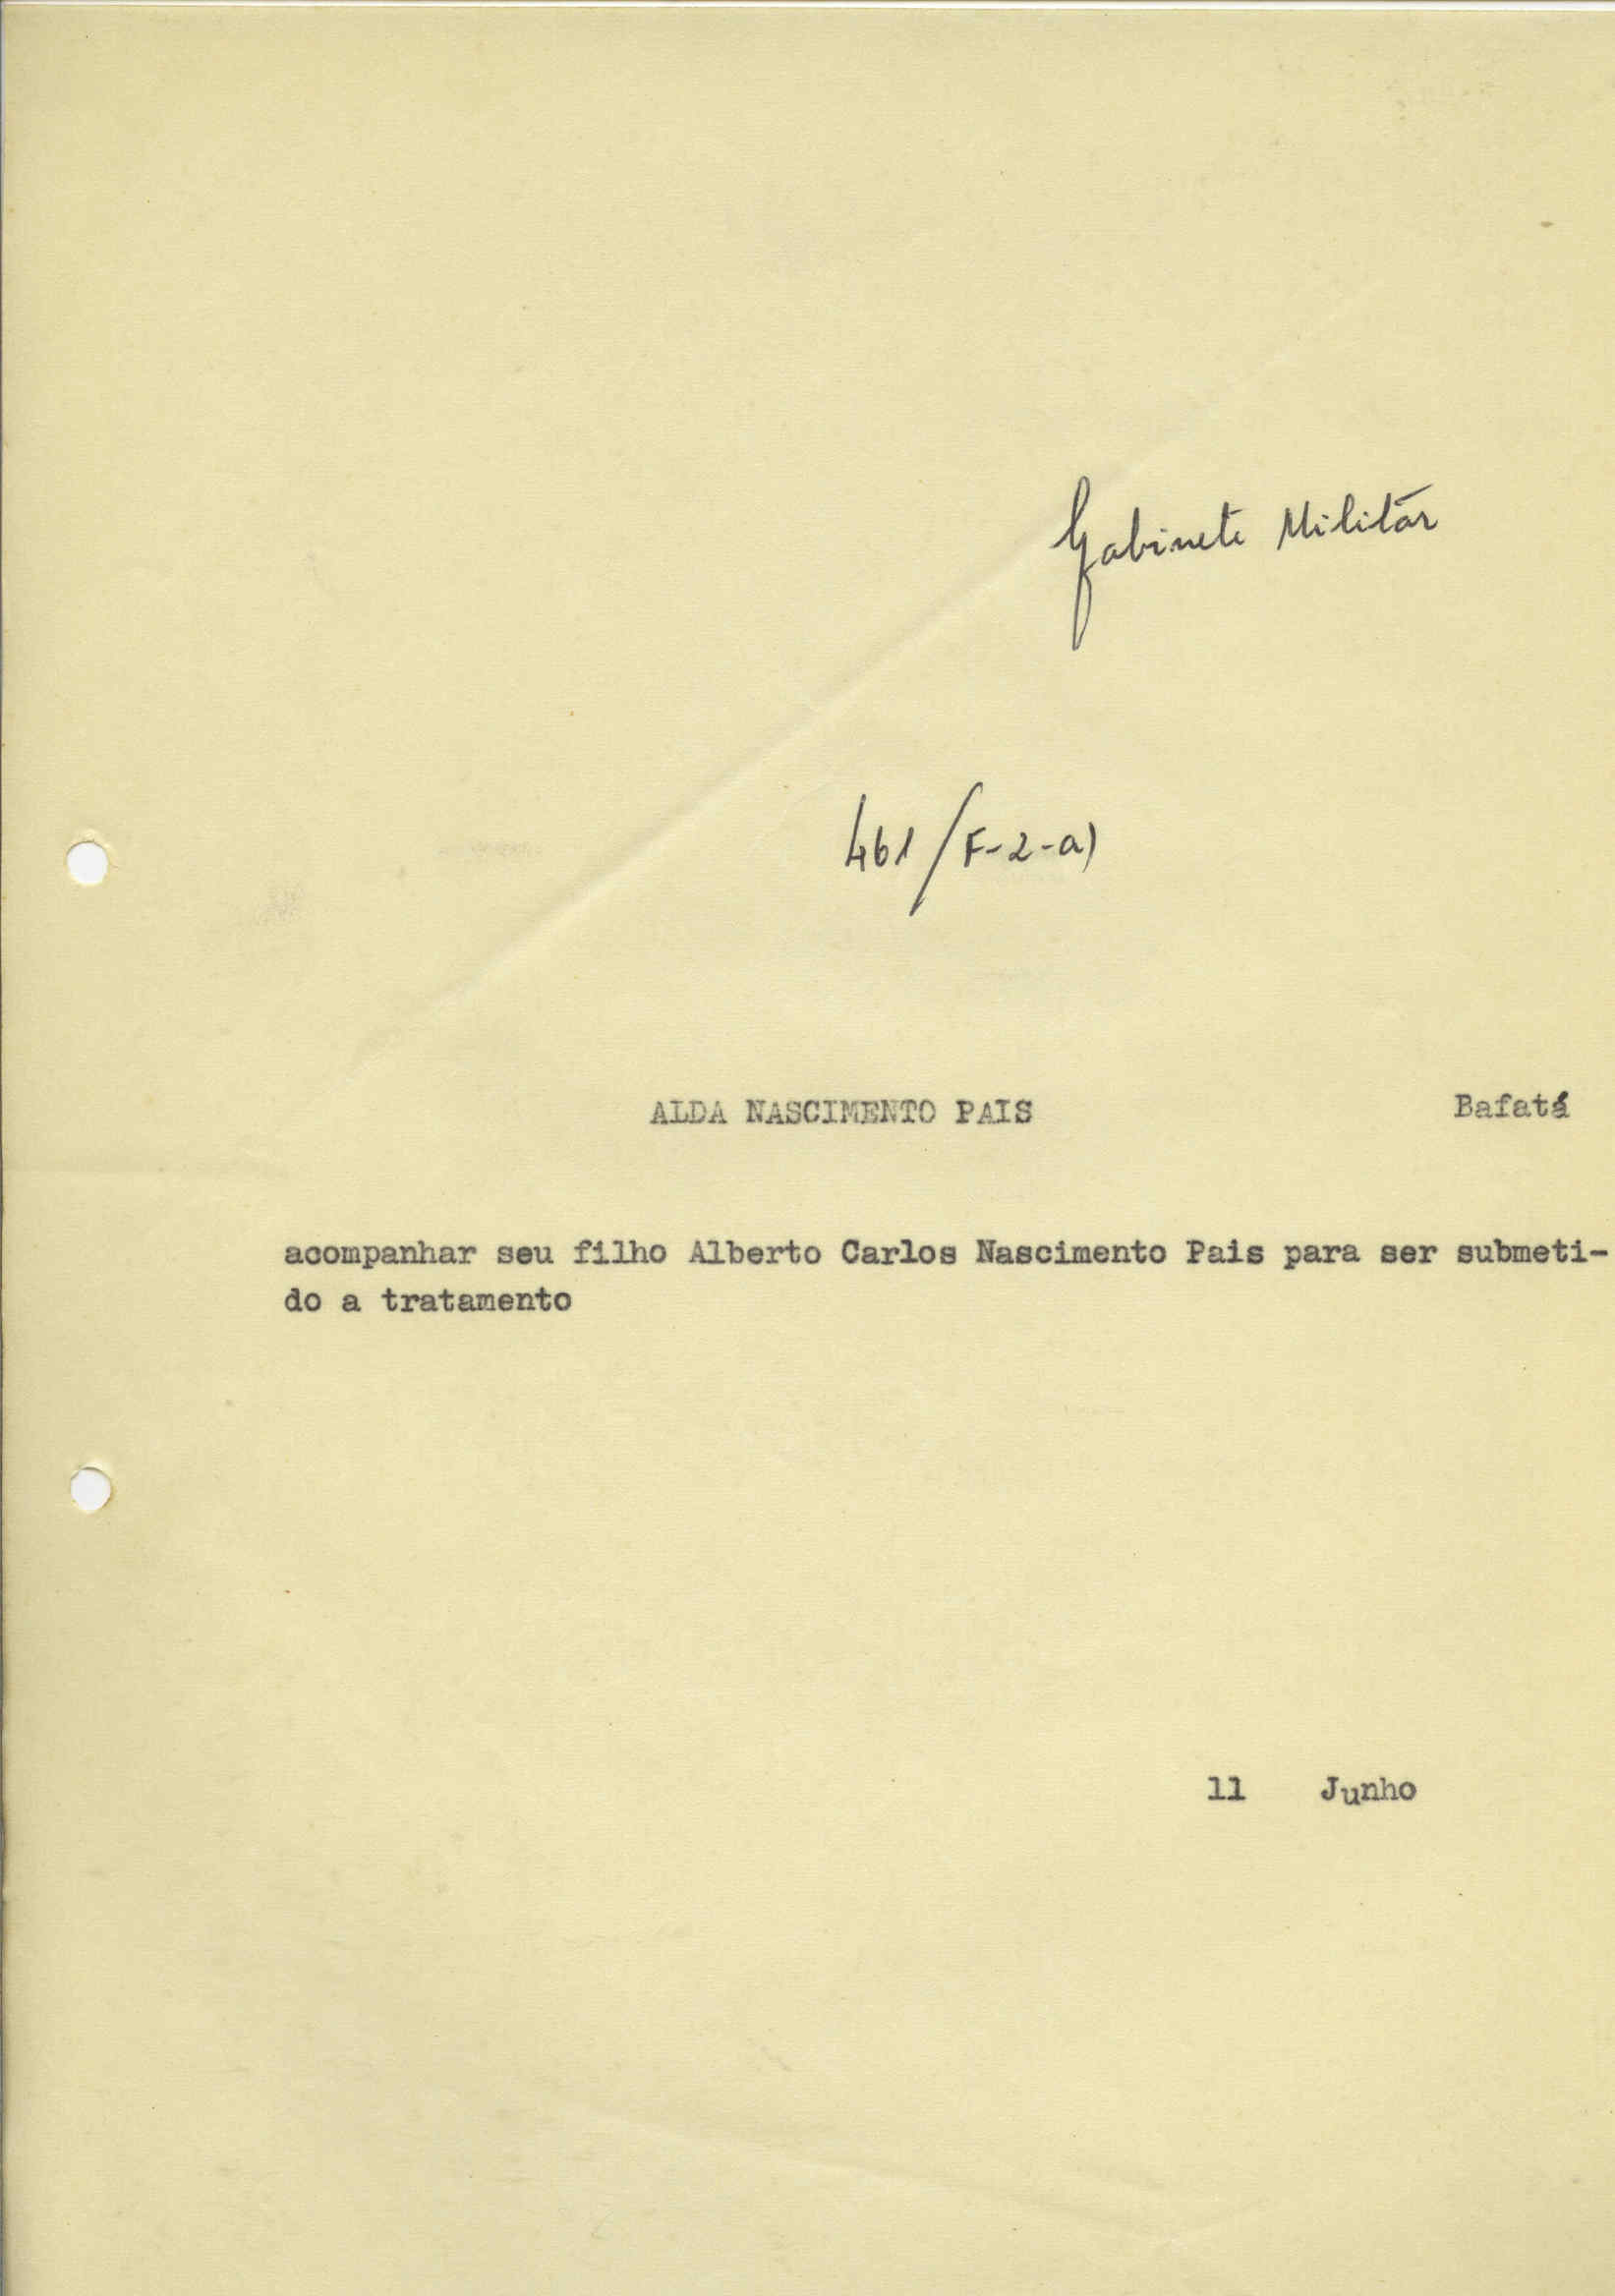 Gabinete Militar
461/F-2-a)
ALDA NASCIMENTO PAIS Bafatá
acompanhar seu filho Alberto Carlos Nascimento Pais para ser submeti-
do a tratamento
11 Junho